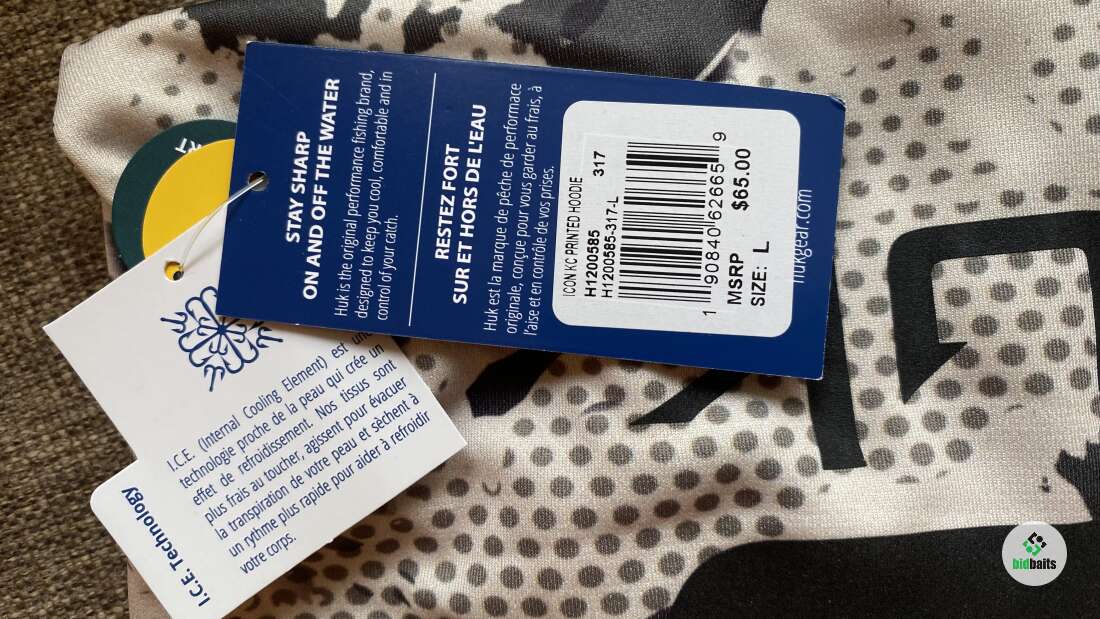 STAY SHARP
ON AND OFF THE WATER
Huk is the original performance fishing brand,
designed to keep you cool, comfortable and in
control of your catch.
RESTEZ FORT
SUR ET HORS DE L'EAU
Huk est la marque de pêche de performace
originale, conçue pour vous garder au frais, à
l'aise et en contrôle de vos prises.
ICON KC PRINTED HOODIE
H1200585 317
H1200585-317-L
1 90840 62665 9
MSRP $65.00
SIZE: L
hukgear.com
I.C.E. Technology
I.C.E. (Internal Cooling Element) est une
technologie proche de la peau qui crée un
effet de refroidissement. Nos tissus sont
plus frais au toucher, agissent pour évacuer
la transpiration de votre peau et sèchent à
un rythme plus rapide pour aider à refroidir
votre corps.
bidbaits